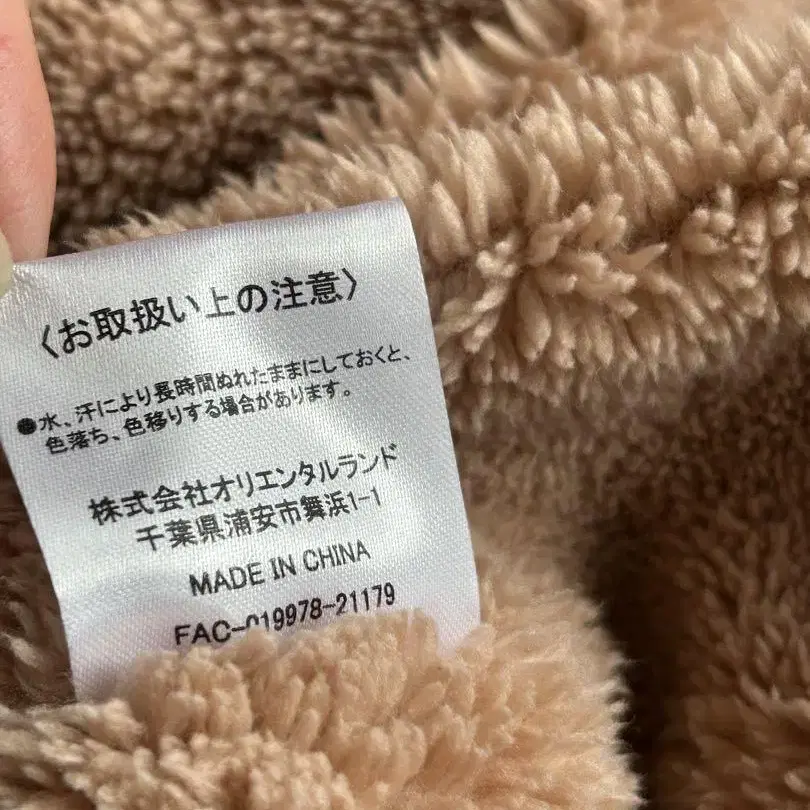 〈お取扱い上の注意〉
●水、汗により長時間ぬれたままにしておくと、
色落ち、色移りする場合があります。
株式会社オリエンタルランド
千葉県浦安市舞浜1-1
MADE IN CHINA
FAC-019978-21179